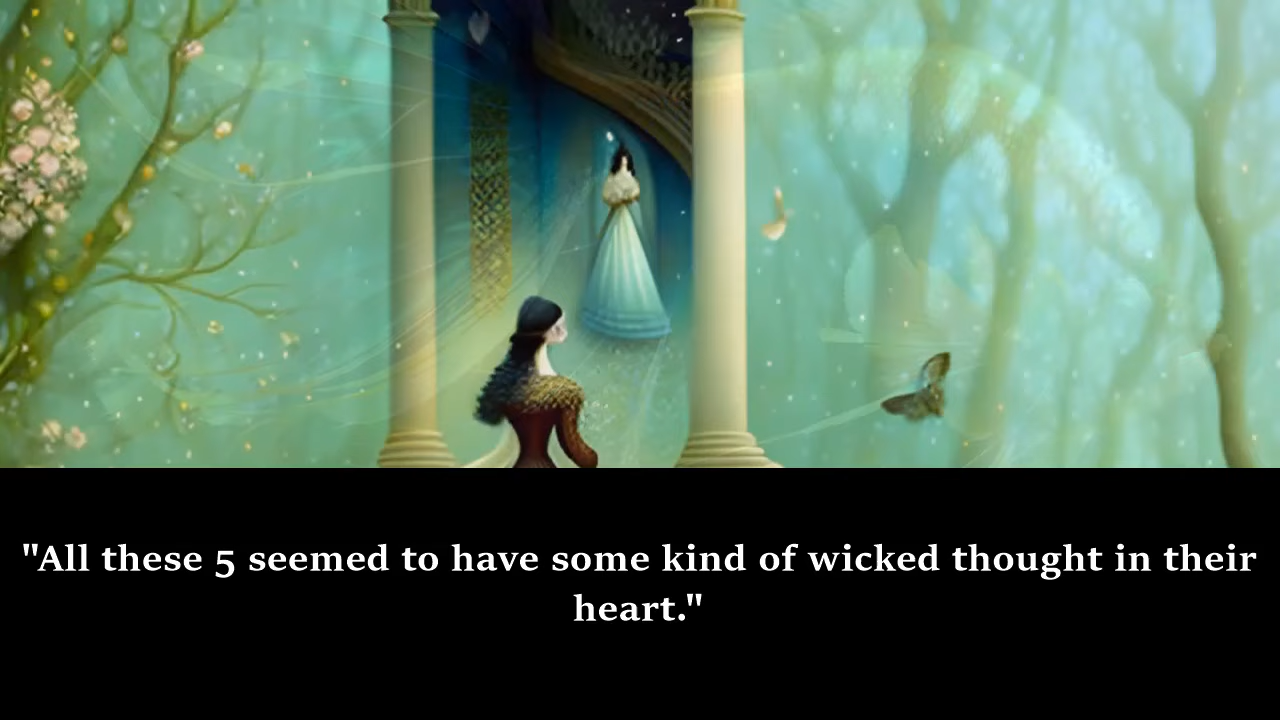 "All these 5 seemed to have some kind of wicked thought in their
heart."